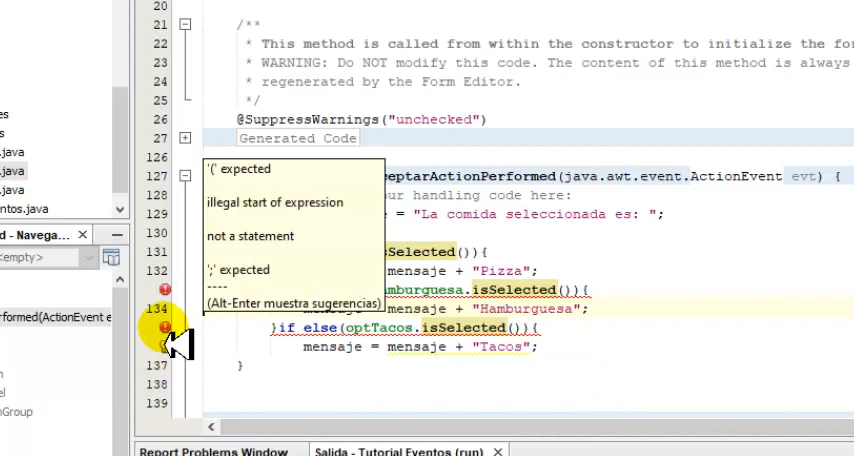 20
21 /**
22 * This method is called from within the constructor to initialize the for
23 * WARNING: Do NOT modify this code. The content of this method is always
24 * regenerated by the Form Editor.
25 */
26 @SuppressWarnings("unchecked")
27 Generated Code
126
127 ceptarActionPerformed(java.awt.event.ActionEvent evt) {
128 our handling code here:
129 e = "La comida seleccionada es: ";
130
131 sSelected()){
132 mensaje + "Pizza";
amburguesa.isSelected()){
134 mensaje + "Hamburguesa";
}if else(optTacos.isSelected()){
mensaje = mensaje + "Tacos";
137 }
138
139
'(' expected
illegal start of expression
not a statement
';' expected
----
(Alt-Enter muestra sugerencias)
es
s
.java
.java
.java
ntos.java
d - Navega...
<empty>
rformed(ActionEvent e
n
el
nGroup
Report Problems Window
Salida - Tutorial Eventos (run)